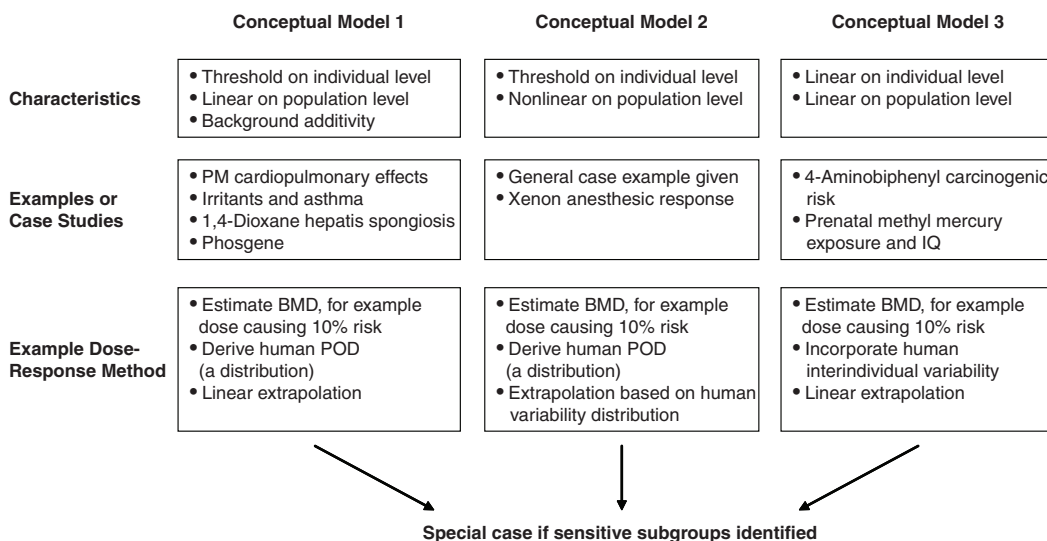 Conceptual Model 1
Conceptual Model 2
Conceptual Model 3
Characteristics
• Threshold on individual level
• Linear on population level
• Background additivity
• Threshold on individual level
• Nonlinear on population level
• Linear on individual level
• Linear on population level
Examples or
Case Studies
• PM cardiopulmonary effects
• Irritants and asthma
• 1,4-Dioxane hepatis spongiosis
• Phosgene
• General case example given
• Xenon anesthesic response
• 4-Aminobiphenyl carcinogenic
risk
• Prenatal methyl mercury
exposure and IQ
Example Dose-
Response Method
• Estimate BMD, for example
dose causing 10% risk
• Derive human POD
(a distribution)
• Linear extrapolation
• Estimate BMD, for example
dose causing 10% risk
• Derive human POD
(a distribution)
• Extrapolation based on human
variability distribution
• Estimate BMD, for example
dose causing 10% risk
• Incorporate human
interindividual variability
• Linear extrapolation
Special case if sensitive subgroups identified